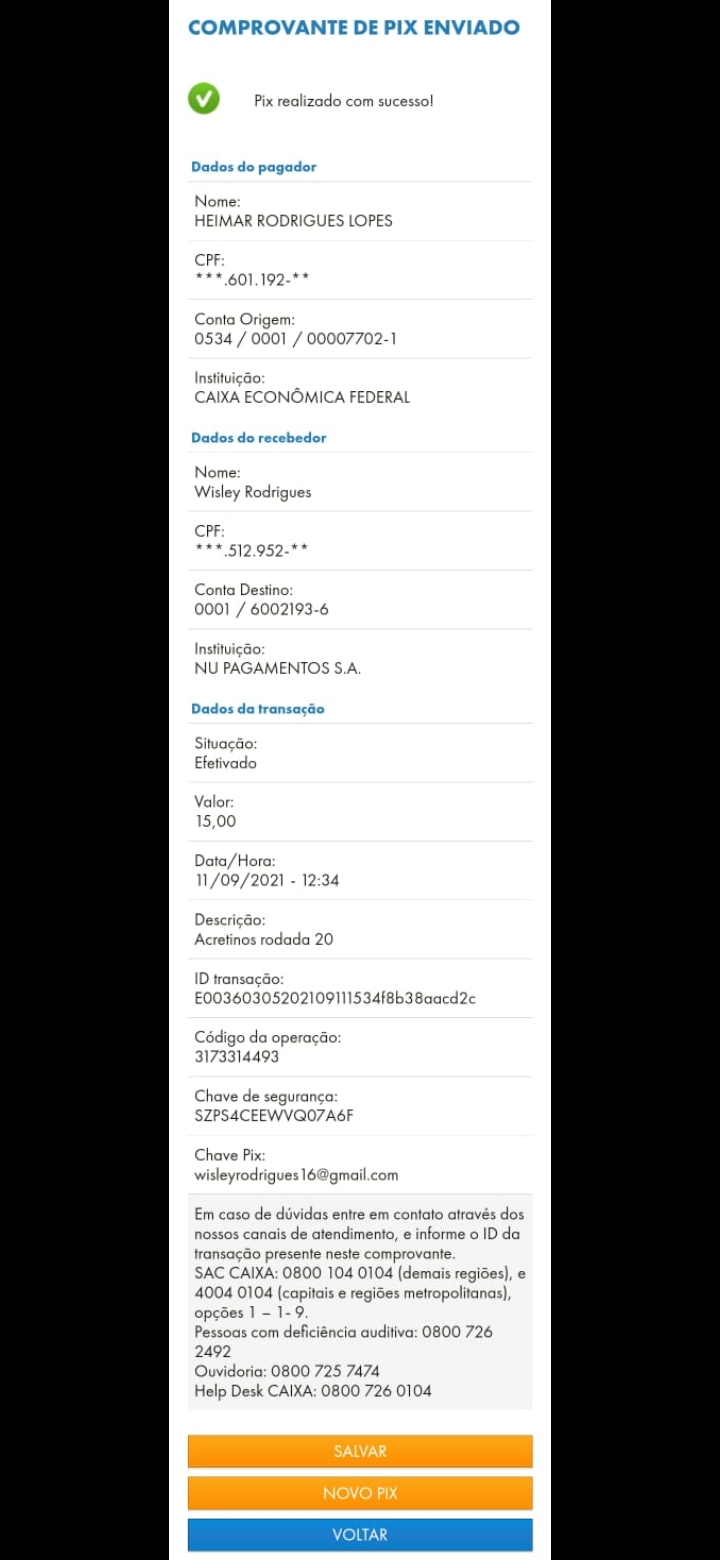 COMPROVANTE DE PIX ENVIADO
Pix realizado com sucesso!
Dados do pagador
Nome:
HEIMAR RODRIGUES LOPES
CPF:
***.601.192-**
Conta Origem:
0534 / 0001 / 00007702-1
Instituição:
CAIXA ECONÔMICA FEDERAL
Dados do recebedor
Nome:
Wisley Rodrigues
CPF:
***.512.952-**
Conta Destino:
0001 / 6002193-6
Instituição:
NU PAGAMENTOS S.A.
Dados da transação
Situação:
Efetivado
Valor:
15,00
Data/Hora:
11/09/2021 - 12:34
Descrição:
Acretinos rodada 20
ID transação:
E00360305202109111534f8b38aacd2c
Código da operação:
3173314493
Chave de segurança:
SZPS4CEEWVQ07A6F
Chave Pix:
wisleyrodrigues16@gmail.com
Em caso de dúvidas entre em contato através dos
nossos canais de atendimento, e informe o ID da
transação presente neste comprovante.
SAC CAIXA: 0800 104 0104 (demais regiões), e
4004 0104 (capitais e regiões metropolitanas),
opções 1 – 1- 9.
Pessoas com deficiência auditiva: 0800 726
2492
Ouvidoria: 0800 725 7474
Help Desk CAIXA: 0800 726 0104
SALVAR
NOVO PIX
VOLTAR